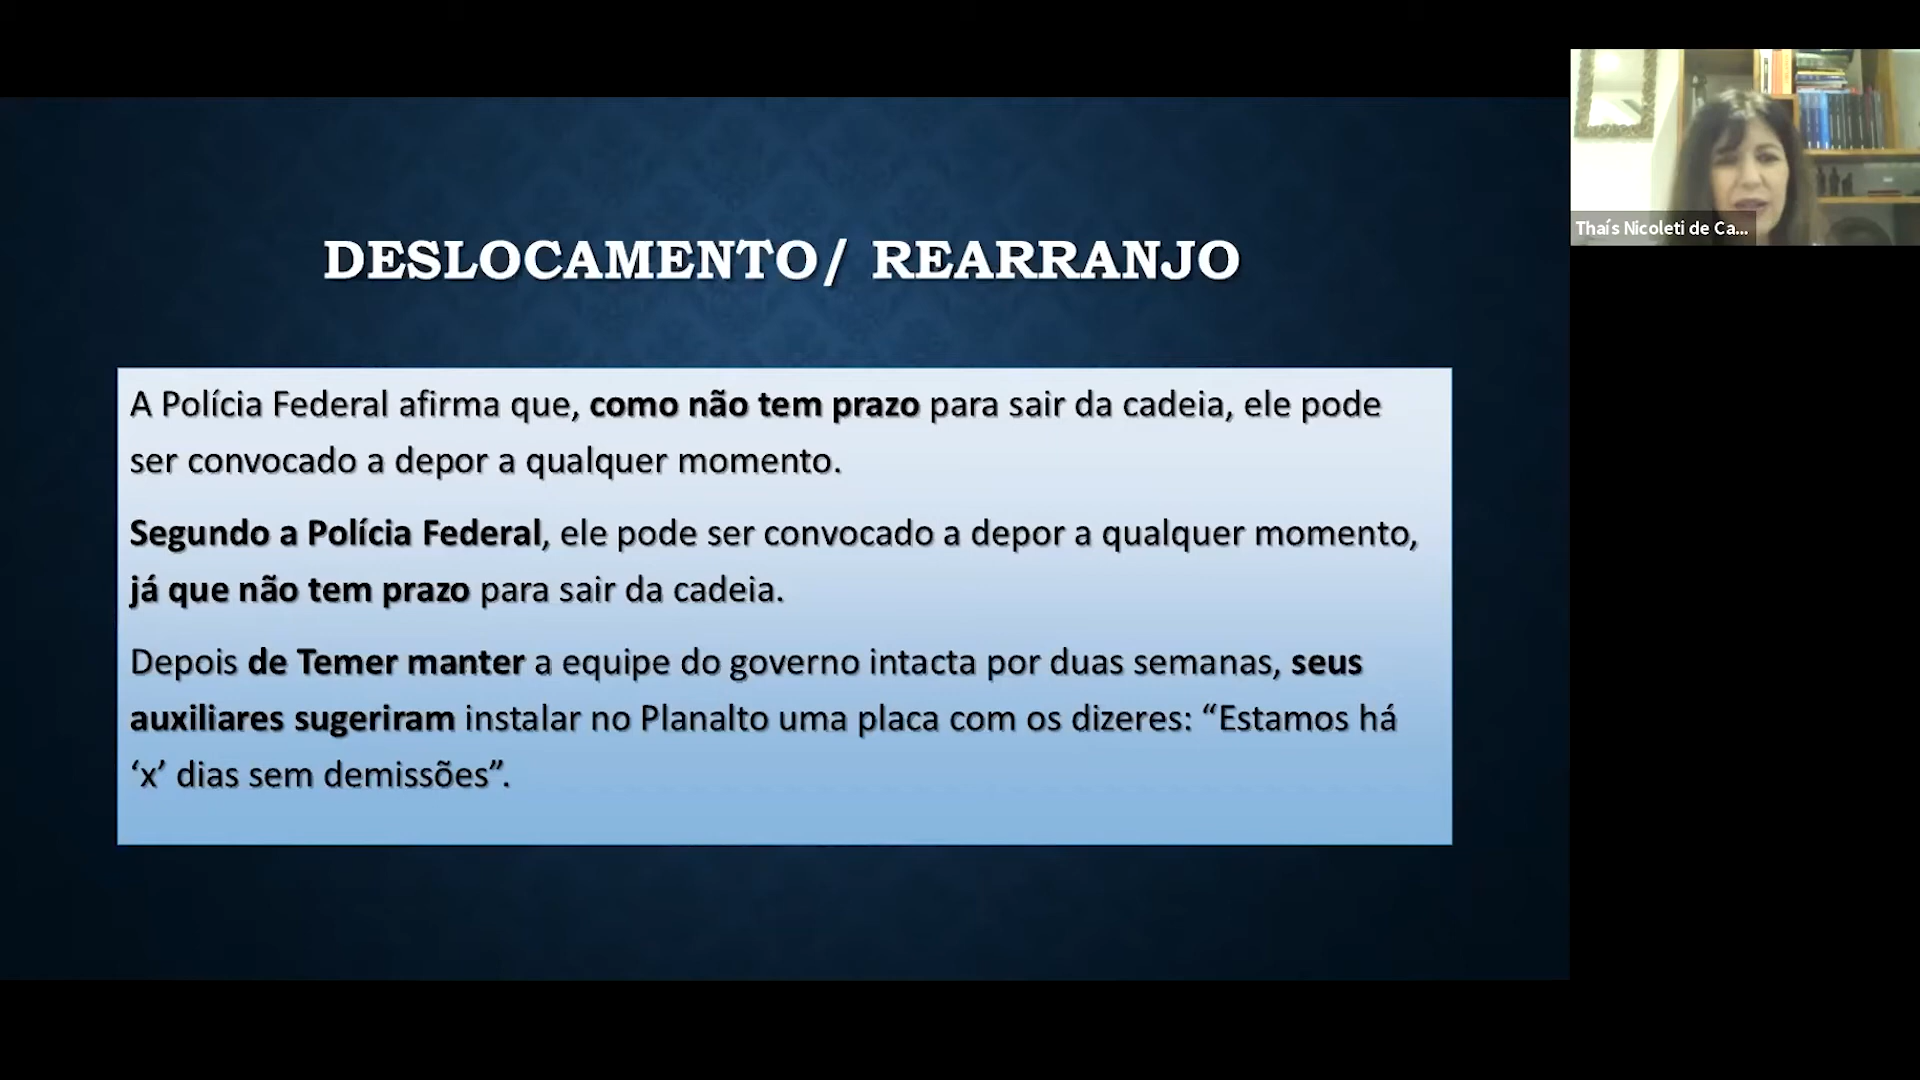 DESLOCAMENTO/ REARRANJO
A Polícia Federal afirma que, como não tem prazo para sair da cadeia, ele pode
ser convocado a depor a qualquer momento.
Segundo a Polícia Federal, ele pode ser convocado a depor a qualquer momento,
já que não tem prazo para sair da cadeia.
Depois de Temer manter a equipe do governo intacta por duas semanas, seus
auxiliares sugeriram instalar no Planalto uma placa com os dizeres: “Estamos há
‘x’ dias sem demissões”.
Thaís Nicoleti de Ca...